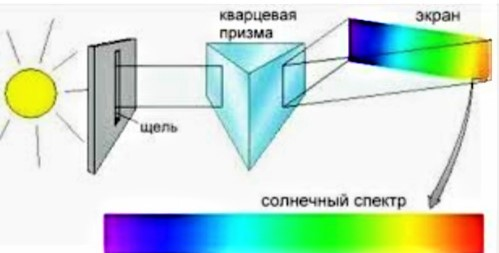 кварцевая
призма
экран
щель
солнечный спектр